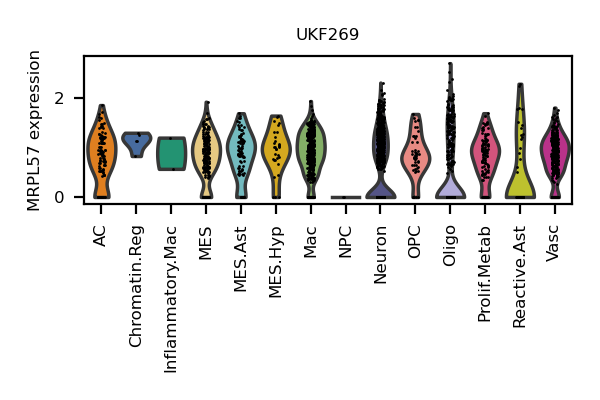 UKF269
MRPL57 expression
2
0
AC
Chromatin.Reg
Inflammatory.Mac
MES
MES.Ast
MES.Hyp
Mac
NPC
Neuron
OPC
Oligo
Prolif.Metab
Reactive.Ast
Vasc